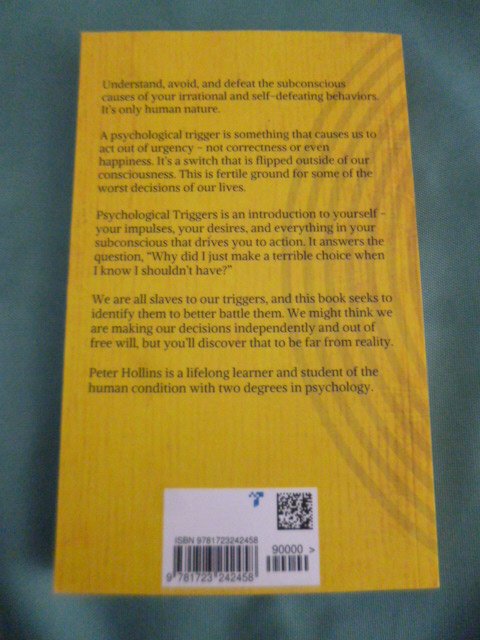 Understand, avoid, and defeat the subconscious
causes of your irrational and self-defeating behaviors.
It's only human nature.
A psychological trigger is something that causes us to
act out of urgency – not correctness or even
happiness. It's a switch that is flipped outside of our
consciousness. This is fertile ground for some of the
worst decisions of our lives.
Psychological Triggers is an introduction to yourself –
your impulses, your desires, and everything in your
subconscious that drives you to action. It answers the
question, “Why did I just make a terrible choice when
I know I shouldn't have?”
We are all slaves to our triggers, and this book seeks to
identify them to better battle them. We might think we
are making our decisions independently and out of
free will, but you'll discover that to be far from reality.
Peter Hollins is a lifelong learner and student of the
human condition with two degrees in psychology.
ISBN 9781723242458
90000 >
9 781723 242458